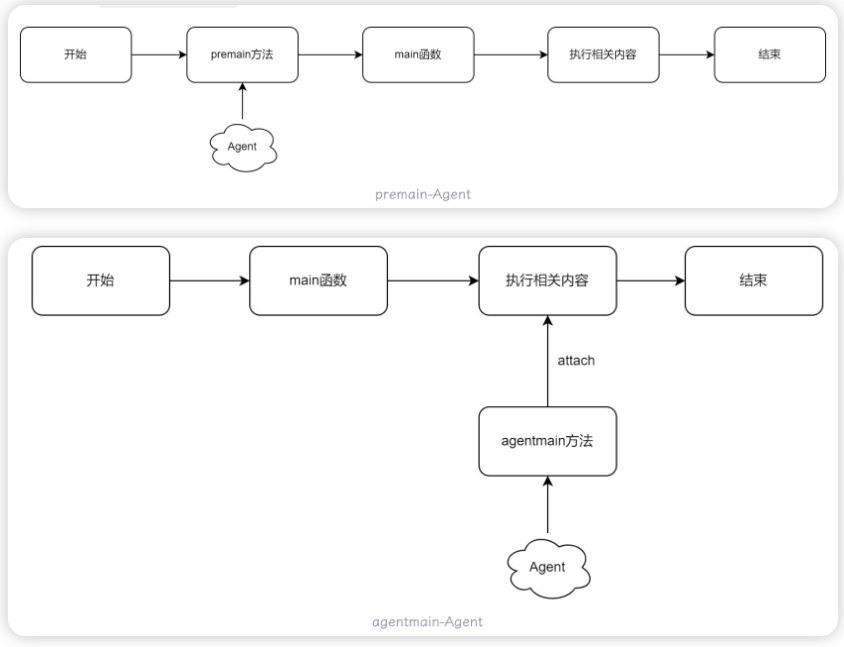 开始
premain方法
main函数
执行相关内容
结束
Agent
premain-Agent
开始
main函数
执行相关内容
结束
attach
agentmain方法
Agent
agentmain-Agent